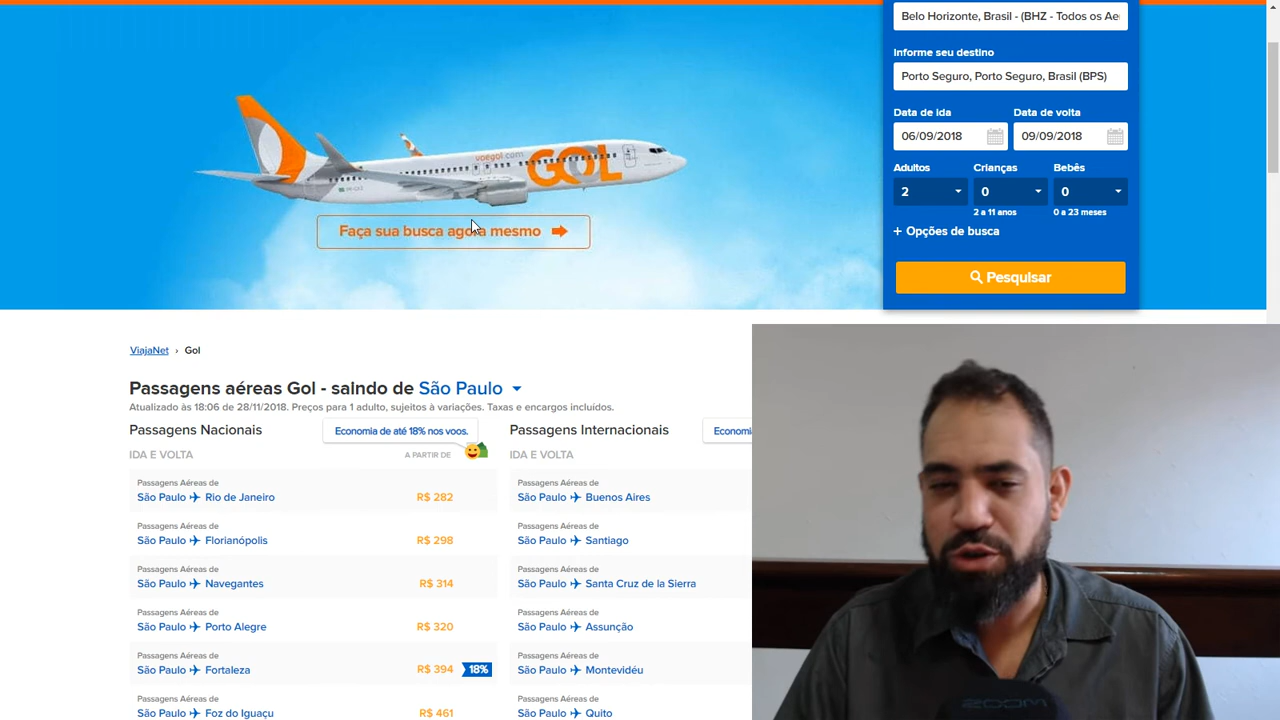 Belo Horizonte, Brasil - (BHZ - Todos os Ae
Informe seu destino
Porto Seguro, Porto Seguro, Brasil (BPS)
Data de ida
Data de volta
06/09/2018
09/09/2018
Adultos
Crianças
Bebês
2
0
0
2 a 11 anos
0 a 23 meses
+ Opções de busca
Pesquisar
voegol.com
GOL
Faça sua busca agora mesmo
ViajaNet › Gol
Passagens aéreas Gol - saindo de São Paulo
Atualizado às 18:06 de 28/11/2018. Preços para 1 adulto, sujeitos à variações. Taxas e encargos incluídos.
Passagens Nacionais
Economia de até 18% nos voos.
IDA E VOLTA
A PARTIR DE
Passagens Aéreas de
São Paulo Rio de Janeiro
R$ 282
Passagens Aéreas de
São Paulo Florianópolis
R$ 298
Passagens Aéreas de
São Paulo Navegantes
R$ 314
Passagens Aéreas de
São Paulo Porto Alegre
R$ 320
Passagens Aéreas de
São Paulo Fortaleza
R$ 394 18%
Passagens Aéreas de
São Paulo Foz do Iguaçu
R$ 461
Passagens Internacionais
Economi
IDA E VOLTA
Passagens Aéreas de
São Paulo Buenos Aires
Passagens Aéreas de
São Paulo Santiago
Passagens Aéreas de
São Paulo Santa Cruz de la Sierra
Passagens Aéreas de
São Paulo Assunção
Passagens Aéreas de
São Paulo Montevidéu
Passagens Aéreas de
São Paulo Quito
ZOOM